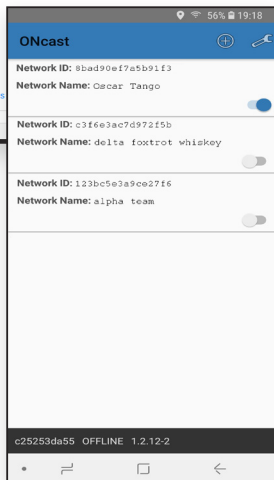 56% 19:18
ONcast
Network ID: 8bad90ef7a5b91f3
Network Name: Oscar Tango
Network ID: c3f6e3ac7d972f5b
Network Name: delta foxtrot whiskey
Network ID: 123bc5e3a9ce27f6
Network Name: alpha team
c25253da55 OFFLINE 1.2.12-2